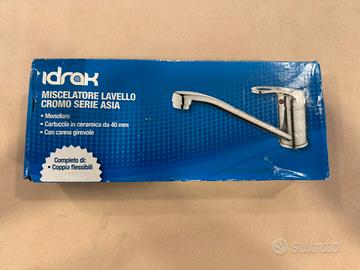 idrak
MISCELATORE LAVELLO
CROMO SERIE ASIA
• Monoforo
• Cartuccia in ceramica da 40 mm
• Con canna girevole
Completo di:
• Coppia flessibili
subito